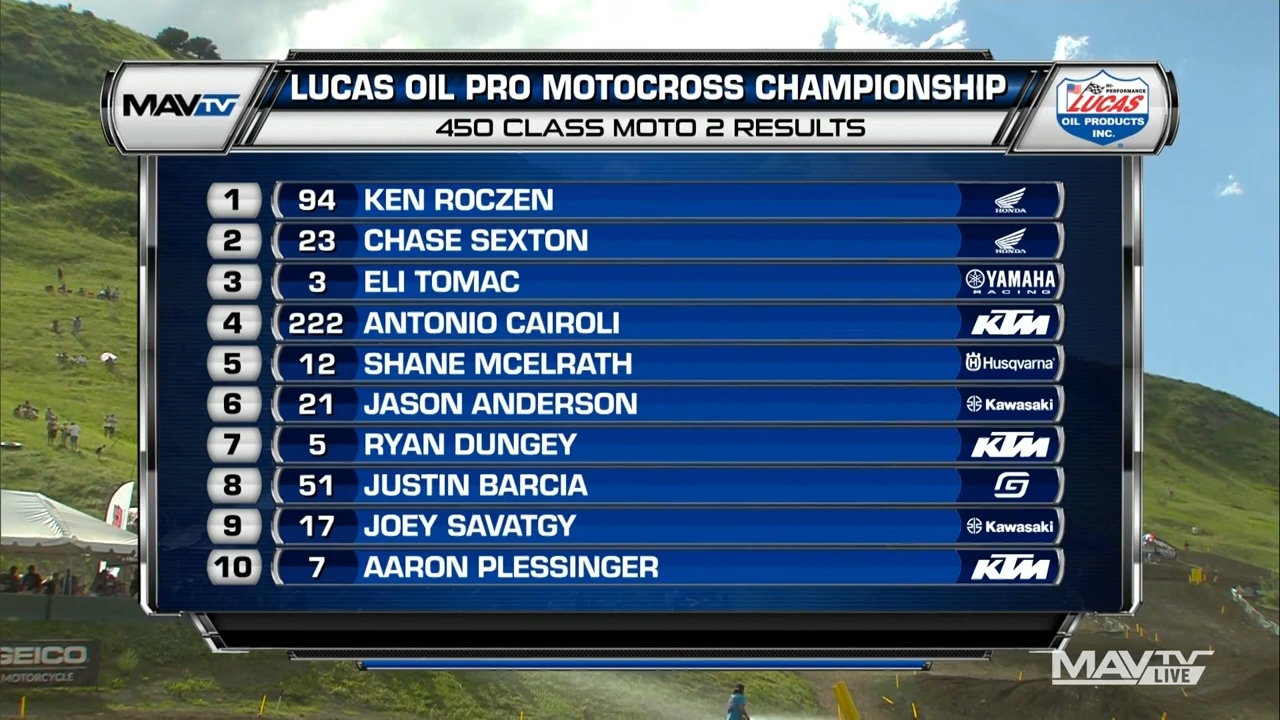 MAVTV
LUCAS OIL PRO MOTOCROSS CHAMPIONSHIP
450 CLASS MOTO 2 RESULTS
HI-PERFORMANCE
LUCAS
OIL PRODUCTS
INC.
1 94 KEN ROCZEN HONDA
2 23 CHASE SEXTON HONDA
3 3 ELI TOMAC YAMAHA RACING
4 222 ANTONIO CAIROLI KTM
5 12 SHANE MCELRATH Husqvarna
6 21 JASON ANDERSON Kawasaki
7 5 RYAN DUNGEY KTM
8 51 JUSTIN BARCIA G
9 17 JOEY SAVATGY Kawasaki
10 7 AARON PLESSINGER KTM
GEICO
MOTORCYCLE
MAVTV
LIVE